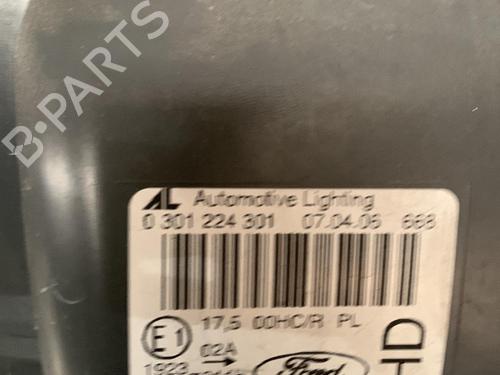 B-PARTS
AL Automotive Lighting
0 301 224 301 07.04.06 668
17,5 00HC/R PL
E1 02A
1923
Ford
HD